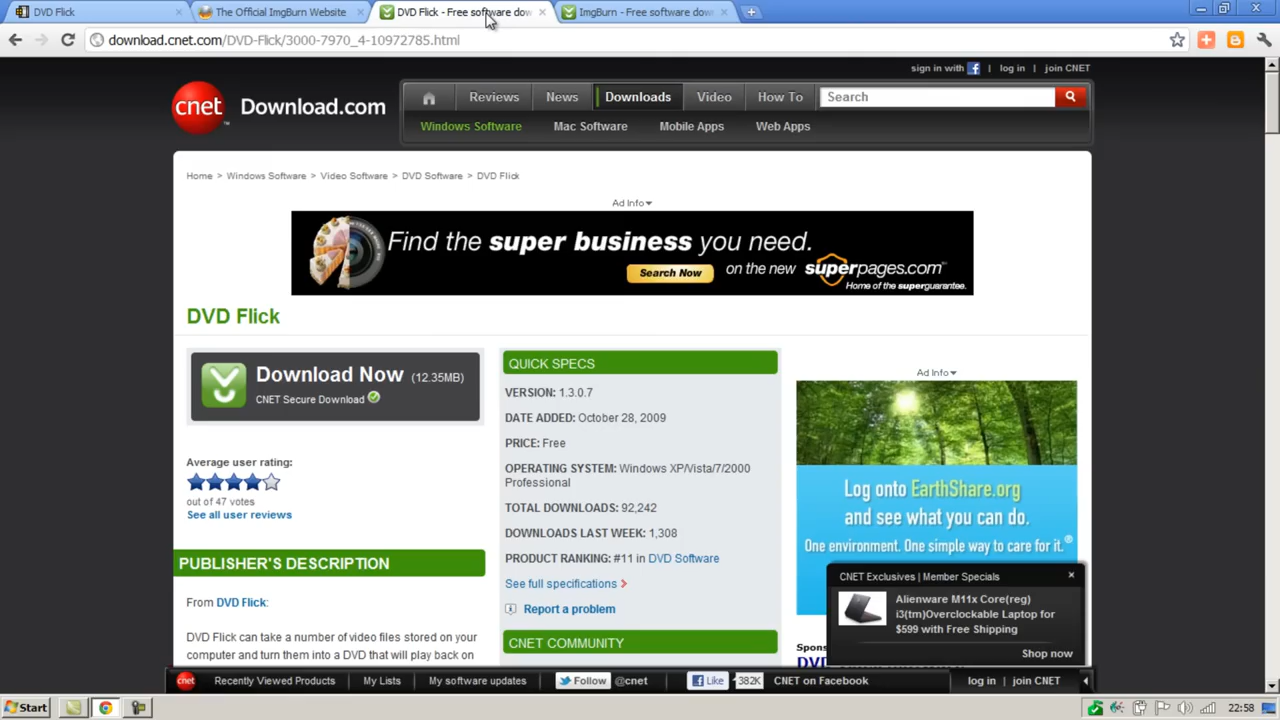 DVD Flick
The Official ImgBurn Website
DVD Flick - Free software dow
ImgBurn - Free software down
download.cnet.com/DVD-Flick/3000-7970_4-10972785.html
sign in with f | log in | join CNET
cnet Download.com
Reviews
News
Downloads
Video
How To
Search
Windows Software
Mac Software
Mobile Apps
Web Apps
Home > Windows Software > Video Software > DVD Software > DVD Flick
Ad Info
Find the super business you need.
Search Now
on the new superpages.com
Home of the superguarantee.
DVD Flick
Download Now (12.35MB)
CNET Secure Download
Average user rating:
out of 47 votes
See all user reviews
PUBLISHER'S DESCRIPTION
From DVD Flick:
DVD Flick can take a number of video files stored on your
computer and turn them into a DVD that will play back on
QUICK SPECS
VERSION: 1.3.0.7
DATE ADDED: October 28, 2009
PRICE: Free
OPERATING SYSTEM: Windows XP/Vista/7/2000
Professional
TOTAL DOWNLOADS: 92,242
DOWNLOADS LAST WEEK: 1,308
PRODUCT RANKING: #11 in DVD Software
See full specifications
Report a problem
CNET COMMUNITY
Ad Info
Log onto EarthShare.org
and see what you can do.
One environment. One simple way to care for it.®
CNET Exclusives | Member Specials
Alienware M11x Core(reg)
i3(tm)Overclockable Laptop for
$599 with Free Shipping
Shop now
Spons
cnet
Recently Viewed Products
My Lists
My software updates
Follow @cnet
Like 382K
CNET on Facebook
log in | join CNET
Start
22:58